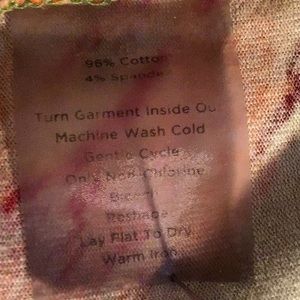 96% Cotton
4% Spandex
Turn Garment Inside Ou
Machine Wash Cold
Gentle Cycle
Only Non-Chlorine
Bleach
Reshape
Lay Flat To Dry
Warm Iron